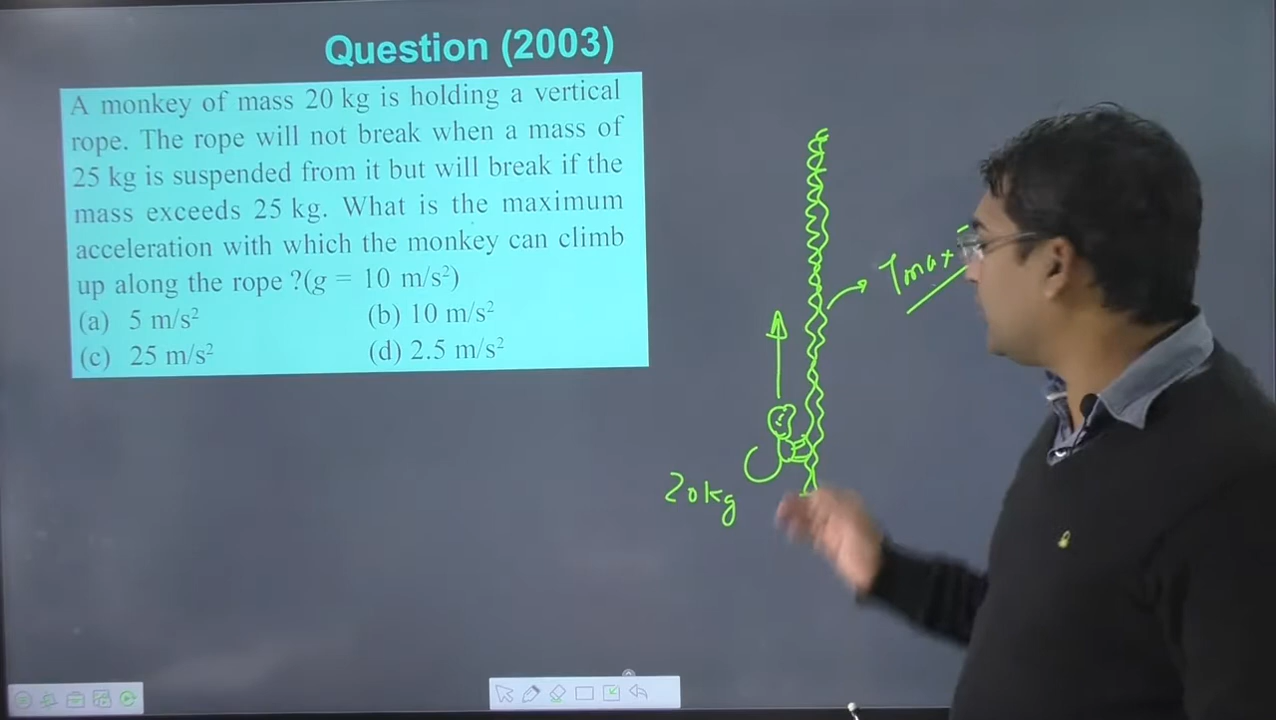 Question (2003)
A monkey of mass 20 kg is holding a vertical
rope. The rope will not break when a mass of
25 kg is suspended from it but will break if the
mass exceeds 25 kg. What is the maximum
acceleration with which the monkey can climb
up along the rope ?(g = 10 m/s²)
(a) 5 m/s² (b) 10 m/s²
(c) 25 m/s² (d) 2.5 m/s²
Tmax
20kg